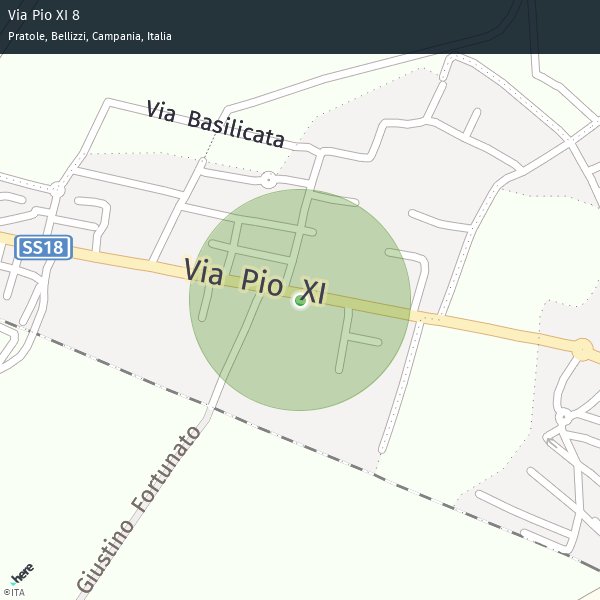 Via Pio XI 8
Pratole, Bellizzi, Campania, Italia
Via Basilicata
SS18
Via Pio XI
Giustino Fortunato
here
©ITA